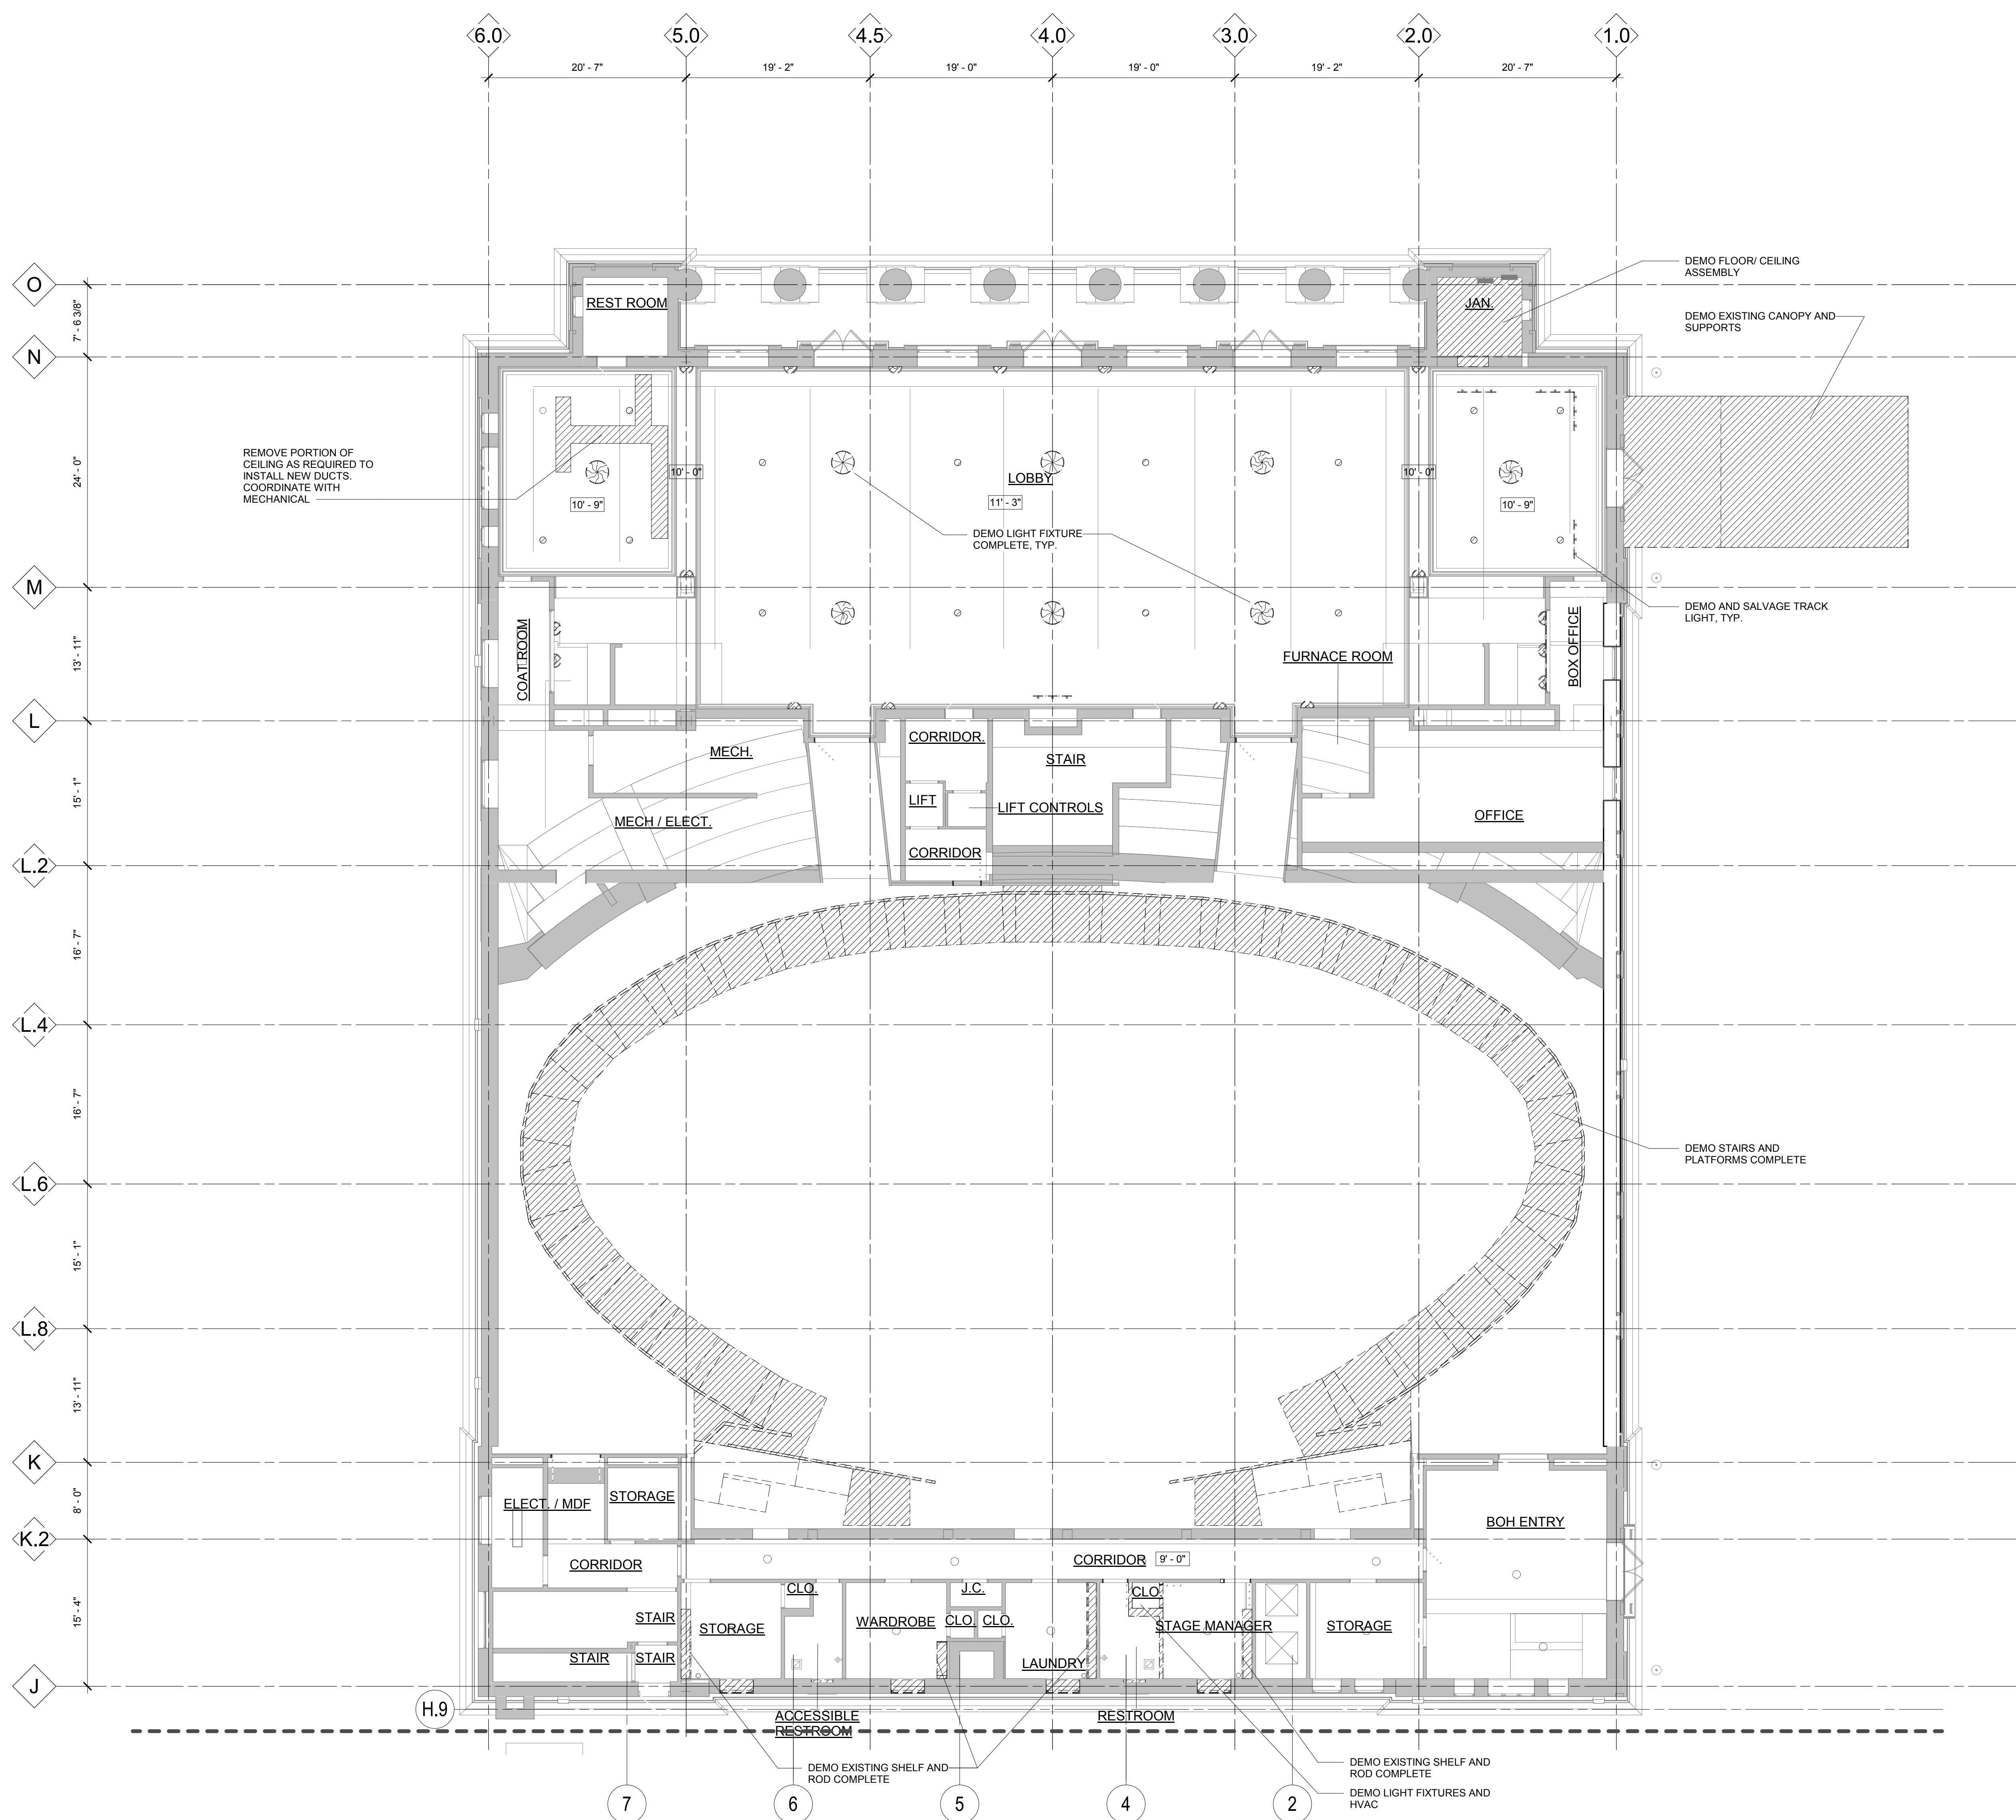 6.0
5.0
4.5
4.0
3.0
2.0
1.0
20' - 7"
19' - 2"
19' - 0"
19' - 0"
19' - 2"
20' - 7"
O
N
M
L
L.2
L.4
L.6
L.8
K
K.2
J
H.9
7' - 6 3/8"
24' - 0"
13' - 11"
15' - 1"
16' - 7"
16' - 7"
15' - 1"
13' - 11"
8' - 0"
15' - 4"
REST ROOM
JAN.
DEMO FLOOR/ CEILING
ASSEMBLY
DEMO EXISTING CANOPY AND
SUPPORTS
REMOVE PORTION OF
CEILING AS REQUIRED TO
INSTALL NEW DUCTS.
COORDINATE WITH
MECHANICAL
10' - 9"
10' - 0"
LOBBY
11' - 3"
10' - 0"
10' - 9"
DEMO LIGHT FIXTURE
COMPLETE, TYP.
DEMO AND SALVAGE TRACK
LIGHT, TYP.
COAT ROOM
FURNACE ROOM
BOX OFFICE
MECH.
CORRIDOR.
STAIR
LIFT
LIFT CONTROLS
MECH / ELECT.
OFFICE
CORRIDOR
DEMO STAIRS AND
PLATFORMS COMPLETE
ELECT. / MDF
STORAGE
BOH ENTRY
CORRIDOR
CORRIDOR
9' - 0"
STAIR
STAIR
STAIR
STORAGE
CLO.
WARDROBE
J.C.
CLO.
CLO.
LAUNDRY
CLO.
STAGE MANAGER
STORAGE
ACCESSIBLE
RESTROOM
RESTROOM
DEMO EXISTING SHELF AND
ROD COMPLETE
DEMO EXISTING SHELF AND
ROD COMPLETE
DEMO LIGHT FIXTURES AND
HVAC
7
6
5
4
2